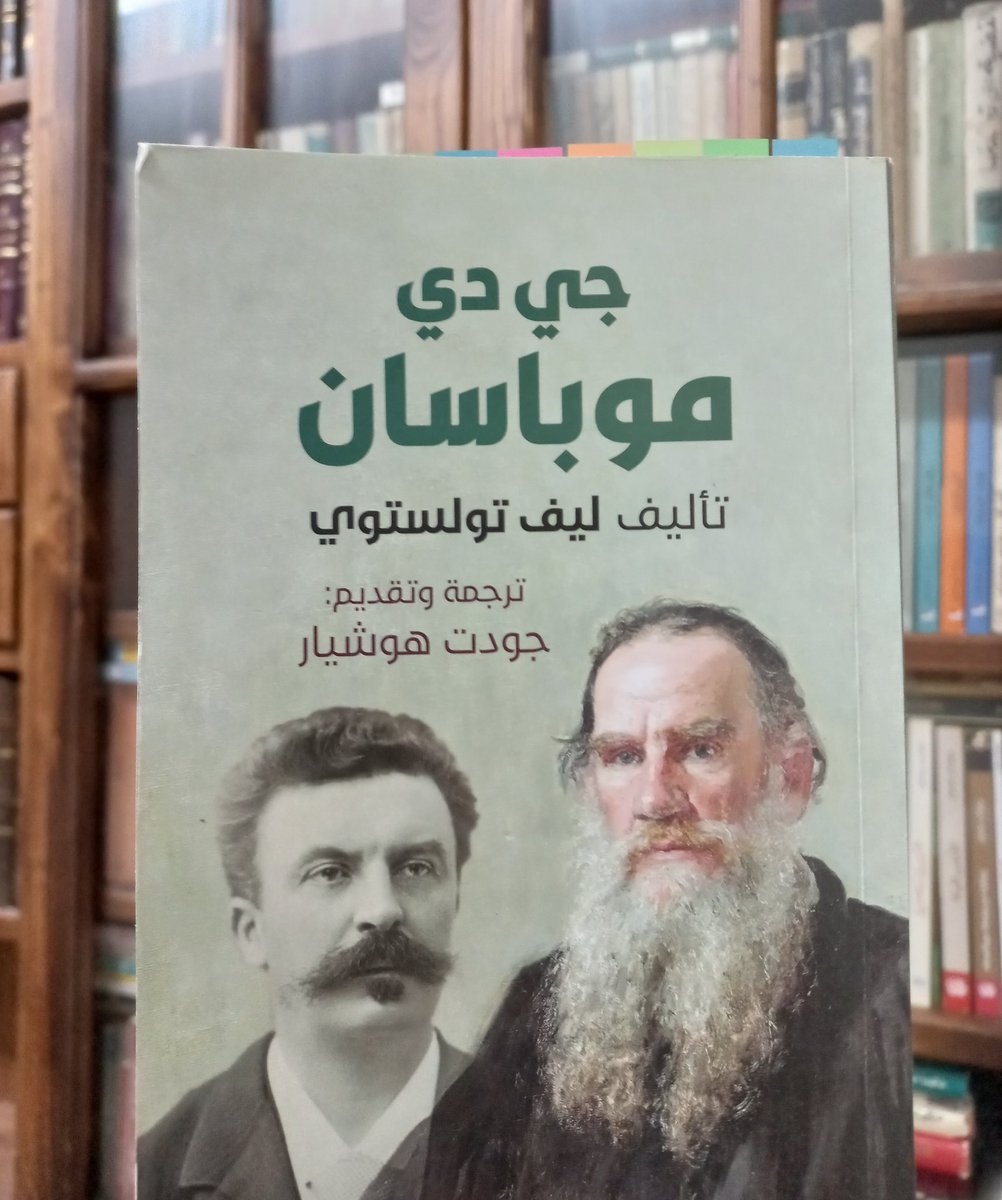 جي دي
موباسان
تأليف ليف تولستوي
ترجمة وتقديم:
جودت هوشيار